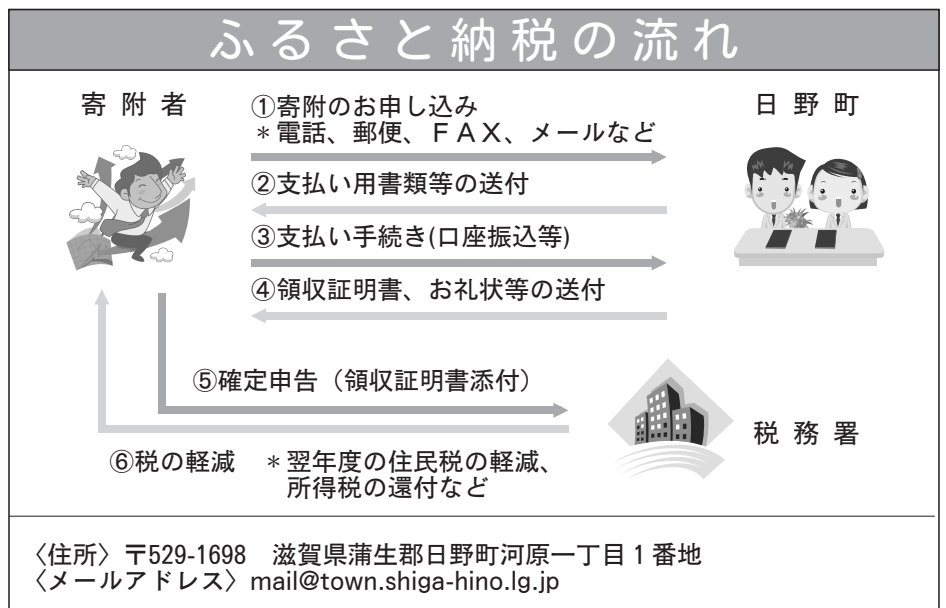 ふるさと納税の流れ
寄附者
①寄附のお申し込み
＊電話、郵便、ＦＡＸ、メールなど
日野町
②支払い用書類等の送付
③支払い手続き(口座振込等)
④領収証明書、お礼状等の送付
⑤確定申告（領収証明書添付）
税務署
⑥税の軽減　＊翌年度の住民税の軽減、
所得税の還付など
〈住所〉〒529-1698　滋賀県蒲生郡日野町河原一丁目１番地
〈メールアドレス〉mail@town.shiga-hino.lg.jp